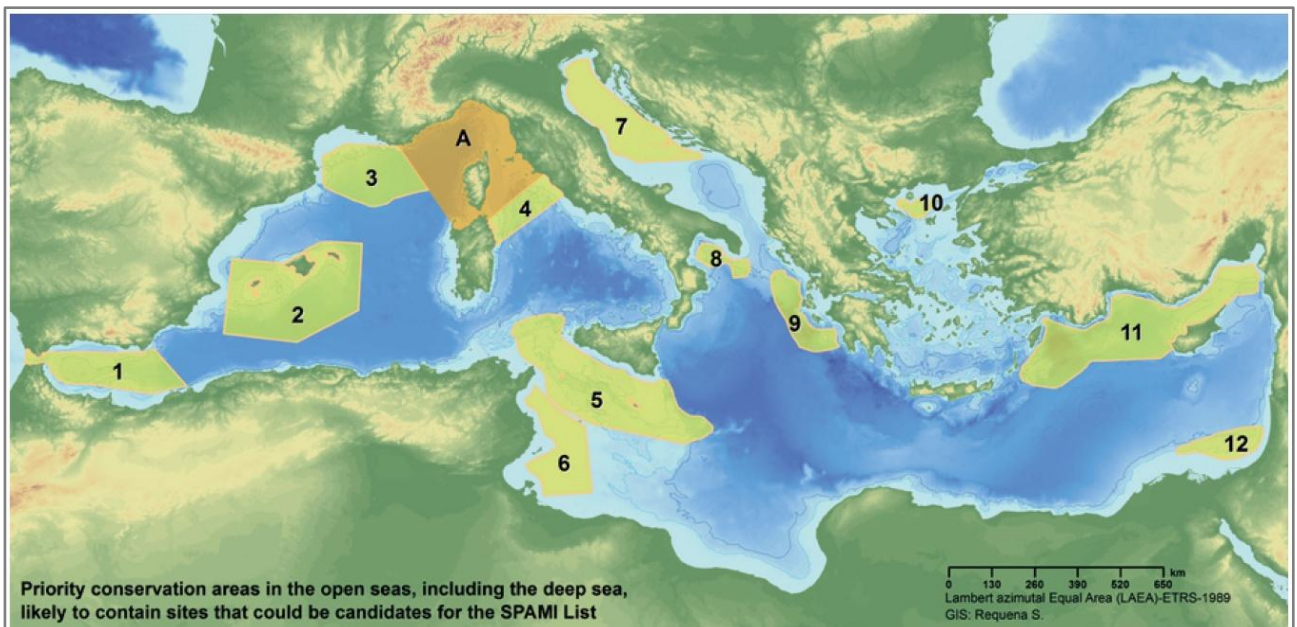 A
7
3
4
10
8
2
9
11
1
5
12
6
Priority conservation areas in the open seas, including the deep sea,
likely to contain sites that could be candidates for the SPAMI List
0 130 260 390 520 650 km
Lambert azimutal Equal Area (LAEA)-ETRS-1989
GIS: Requena S.